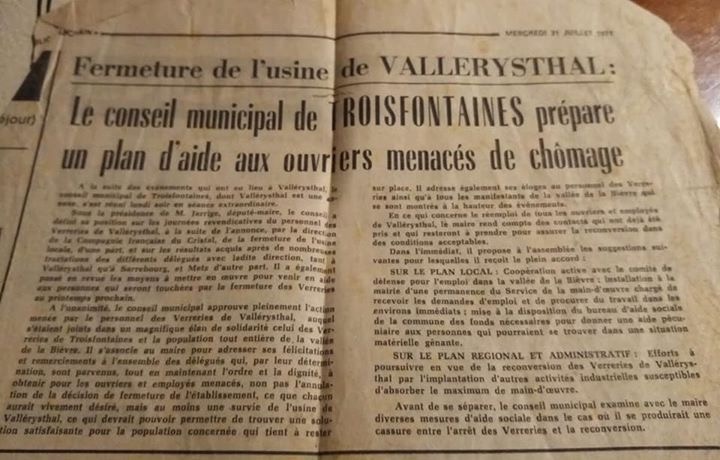 MERCREDI 21 JUILLET
Fermeture de l'usine de VALLERYSTHAL :
Le conseil municipal de TROISFONTAINES prépare
un plan d'aide aux ouvriers menacés de chômage
éjour)
A la suite des événements qui ont eu lieu à Vallérysthal, le
conseil municipal de Troisfontaines, dont Vallérysthal est une
s'est réuni lundi soir en séance extraordinaire.
Sous la présidence de M. Jerrige, député-maire, le conseil
définit sa position sur les journées revendicatives du personnel des
Verreries de Vallérysthal, à la suite de l'annonce, par la direction
de la Compagnie française du Cristal, de la fermeture de l'usine
locale, d'une part, et sur les résultats acquis après de nombreuses
tractations des différents délégués avec ladite direction, tant à
Vallérysthal qu'à Sarrebourg, et Metz d'autre part. Il a également
passé en revue les moyens à mettre en œuvre pour venir en aide
aux personnes qui seront touchées par la fermeture des Verreries
au printemps prochain.
A l'unanimité, le conseil municipal approuve pleinement l'action
menée par le personnel des Verreries de Vallérysthal, auquel
s'étaient joints dans un magnifique élan de solidarité celui des Ver-
reries de Troisfontaines et la population tout entière de la vallée
de la Bièvre. Il s'associe au maire pour adresser ses félicitations
et remerciements à l'ensemble des délégués qui, par leur détermi-
nation, sont parvenus, tout en maintenant l'ordre et la dignité, à
obtenir pour les ouvriers et employés menacés, non pas l'annula-
tion de la décision de fermeture de l'établissement, ce que chacun
aurait vivement désiré, mais au moins une survie de l'usine de
Vallérysthal, ce qui devrait pouvoir permettre de trouver une solu-
tion satisfaisante pour la population concernée qui tient à rester
sur place. Il adresse également ses éloges au personnel des Verre-
ries ainsi qu'à tous les manifestants de la vallée de la Bièvre qui
se sont montrés à la hauteur des événements.
En ce qui concerne le réemploi de tous les ouvriers et employés
de Vallérysthal, le maire rend compte des contacts qui ont déjà été
pris et qui resteront à prendre pour assurer la reconversion dans
des conditions acceptables.
Dans l'immédiat, il propose à l'assemblée les suggestions sui-
vantes pour lesquelles il reçoit le plein accord :
SUR LE PLAN LOCAL : Coopération active avec le comité de
défense pour l'emploi dans la vallée de la Bièvre ; installation à la
mairie d'une permanence du Service de la main-d'œuvre chargé de
recevoir les demandes d'emploi et de procurer du travail dans les
environs immédiats ; mise à la disposition du bureau d'aide sociale
de la commune des fonds nécessaires pour donner une aide pécu-
niaire aux personnes qui pourraient se trouver dans une situation
matérielle gênante.
SUR LE PLAN REGIONAL ET ADMINISTRATIF : Efforts à
poursuivre en vue de la reconversion des Verreries de Vallérys-
thal par l'implantation d'autres activités industrielles susceptibles
d'absorber le maximum de main-d'œuvre.
Avant de se séparer, le conseil municipal examine avec le maire
diverses mesures d'aide sociale dans le cas où il se produirait une
cassure entre l'arrêt des Verreries et la reconversion.